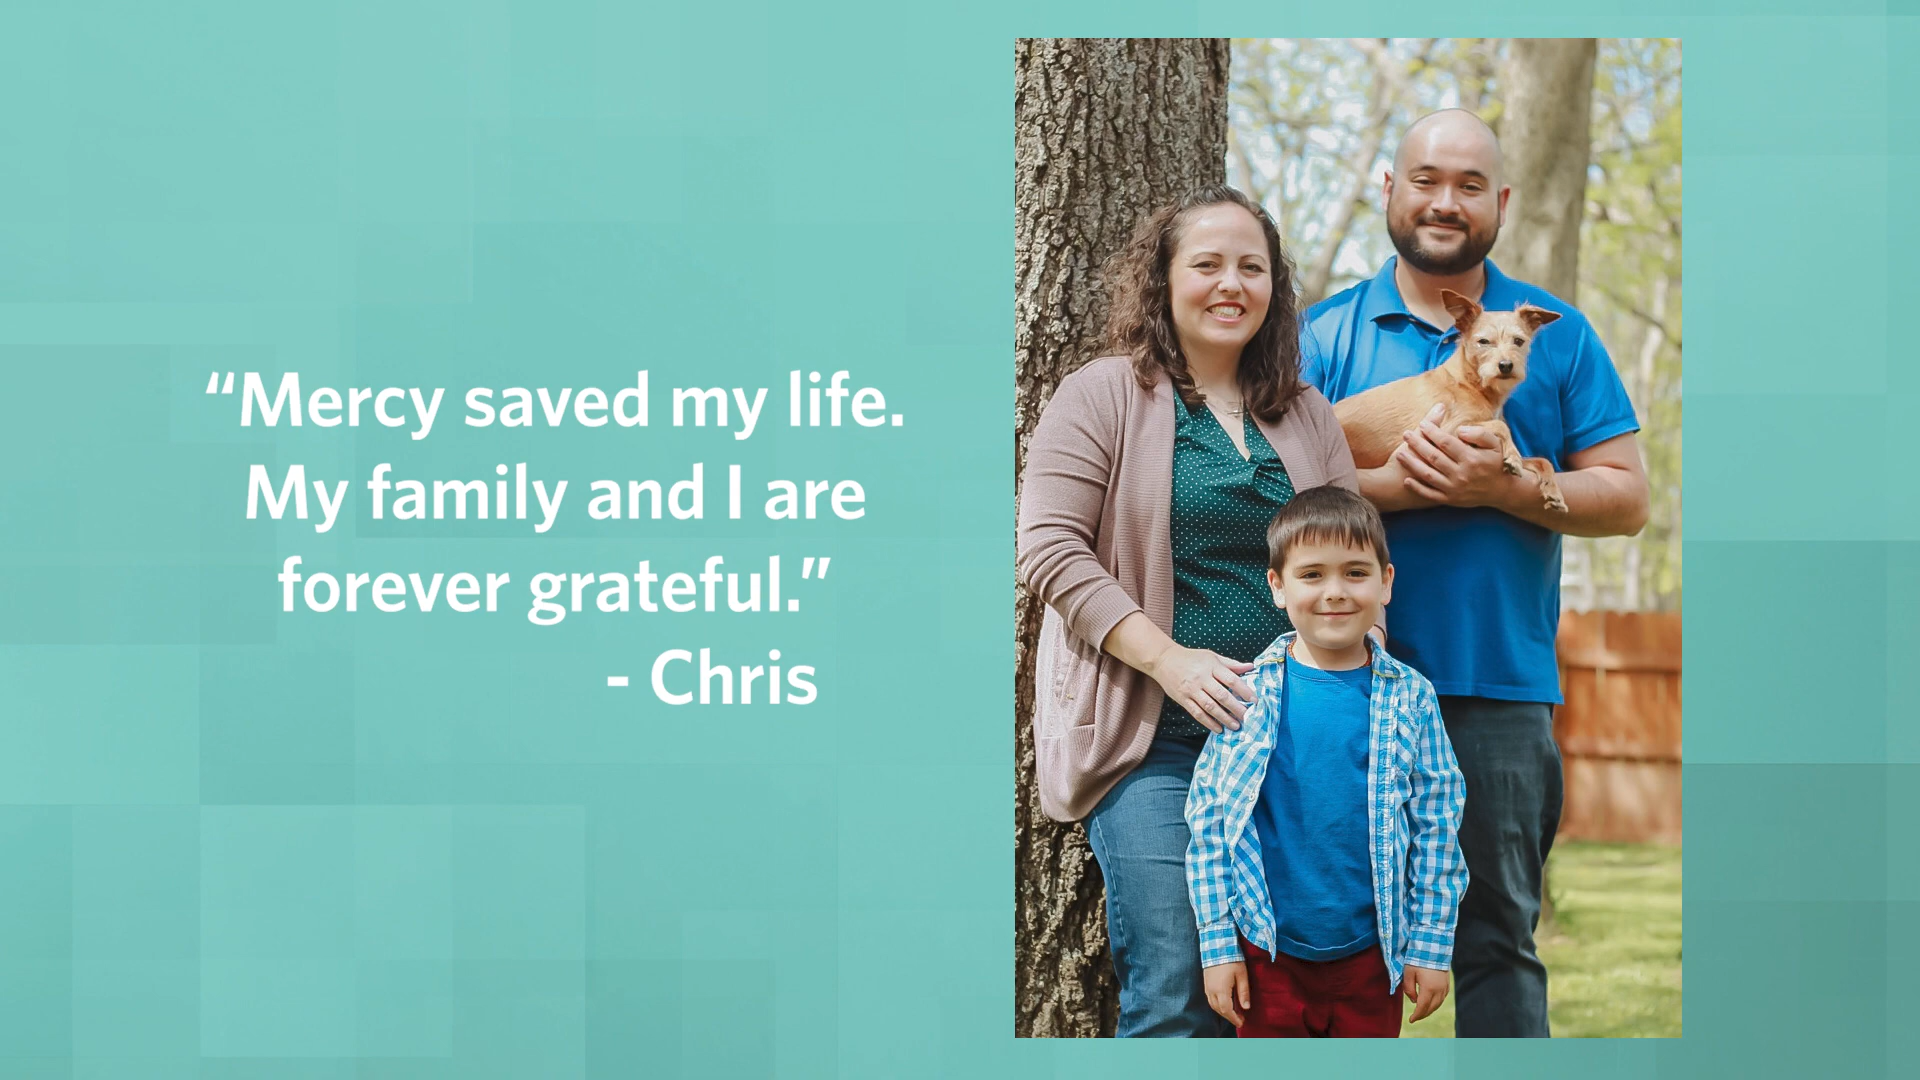 “Mercy saved my life.
My family and I are
forever grateful.”
- Chris